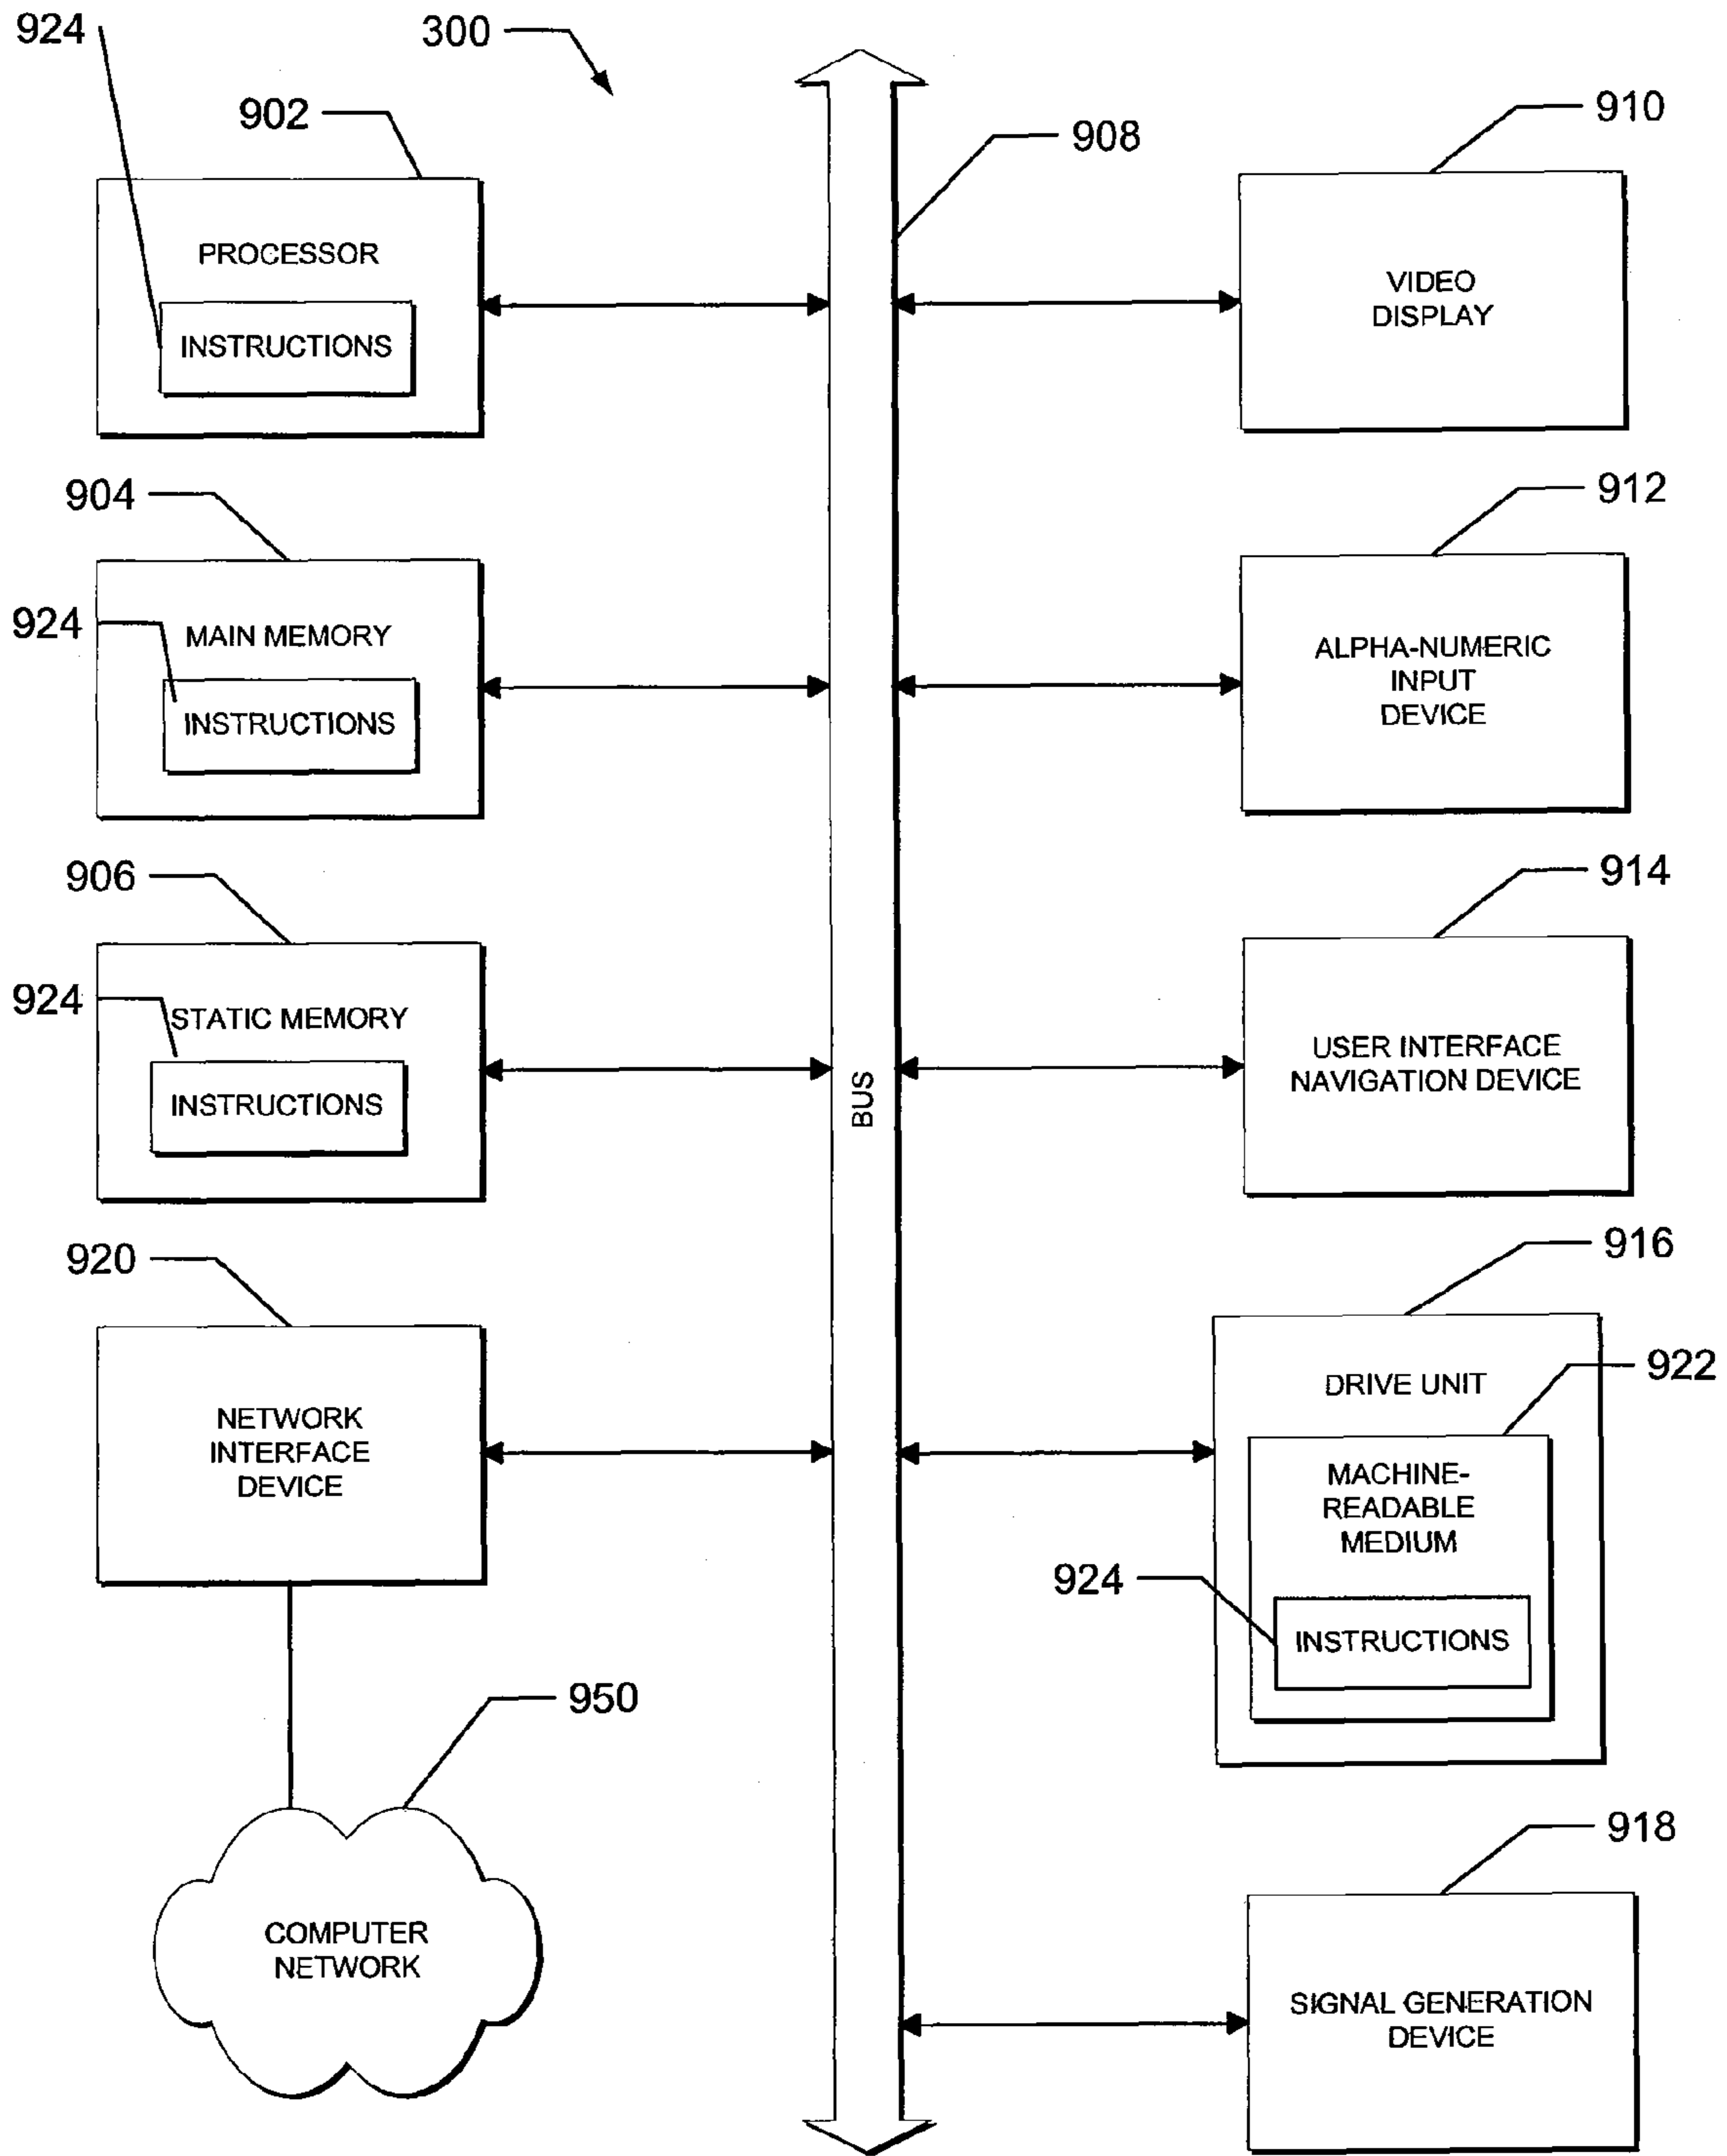 924
300
902
908
910
PROCESSOR
INSTRUCTIONS
VIDEO
DISPLAY
904
912
924
MAIN MEMORY
INSTRUCTIONS
ALPHA-NUMERIC
INPUT
DEVICE
906
914
924
STATIC MEMORY
INSTRUCTIONS
BUS
USER INTERFACE
NAVIGATION DEVICE
920
916
922
NETWORK
INTERFACE
DEVICE
DRIVE UNIT
MACHINE-
READABLE
MEDIUM
924
INSTRUCTIONS
950
COMPUTER
NETWORK
918
SIGNAL GENERATION
DEVICE